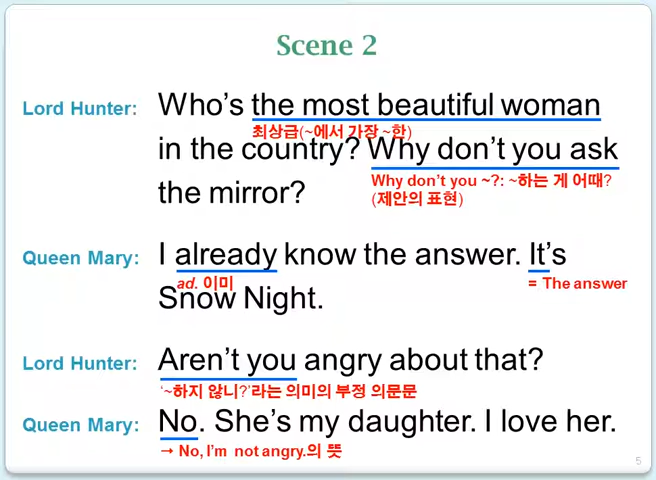 Scene 2
Lord Hunter: Who's the most beautiful woman
최상급(~에서 가장 ~한)
in the country? Why don't you ask
Why don't you ~?: ~하는 게 어때?
the mirror?
(제안의 표현)
Queen Mary: I already know the answer. It's
ad. 이미
= The answer
Snow Night.
Lord Hunter: Aren't you angry about that?
'~하지 않니?'라는 의미의 부정 의문문
Queen Mary: No. She's my daughter. I love her.
→ No, I'm not angry.의 뜻
5